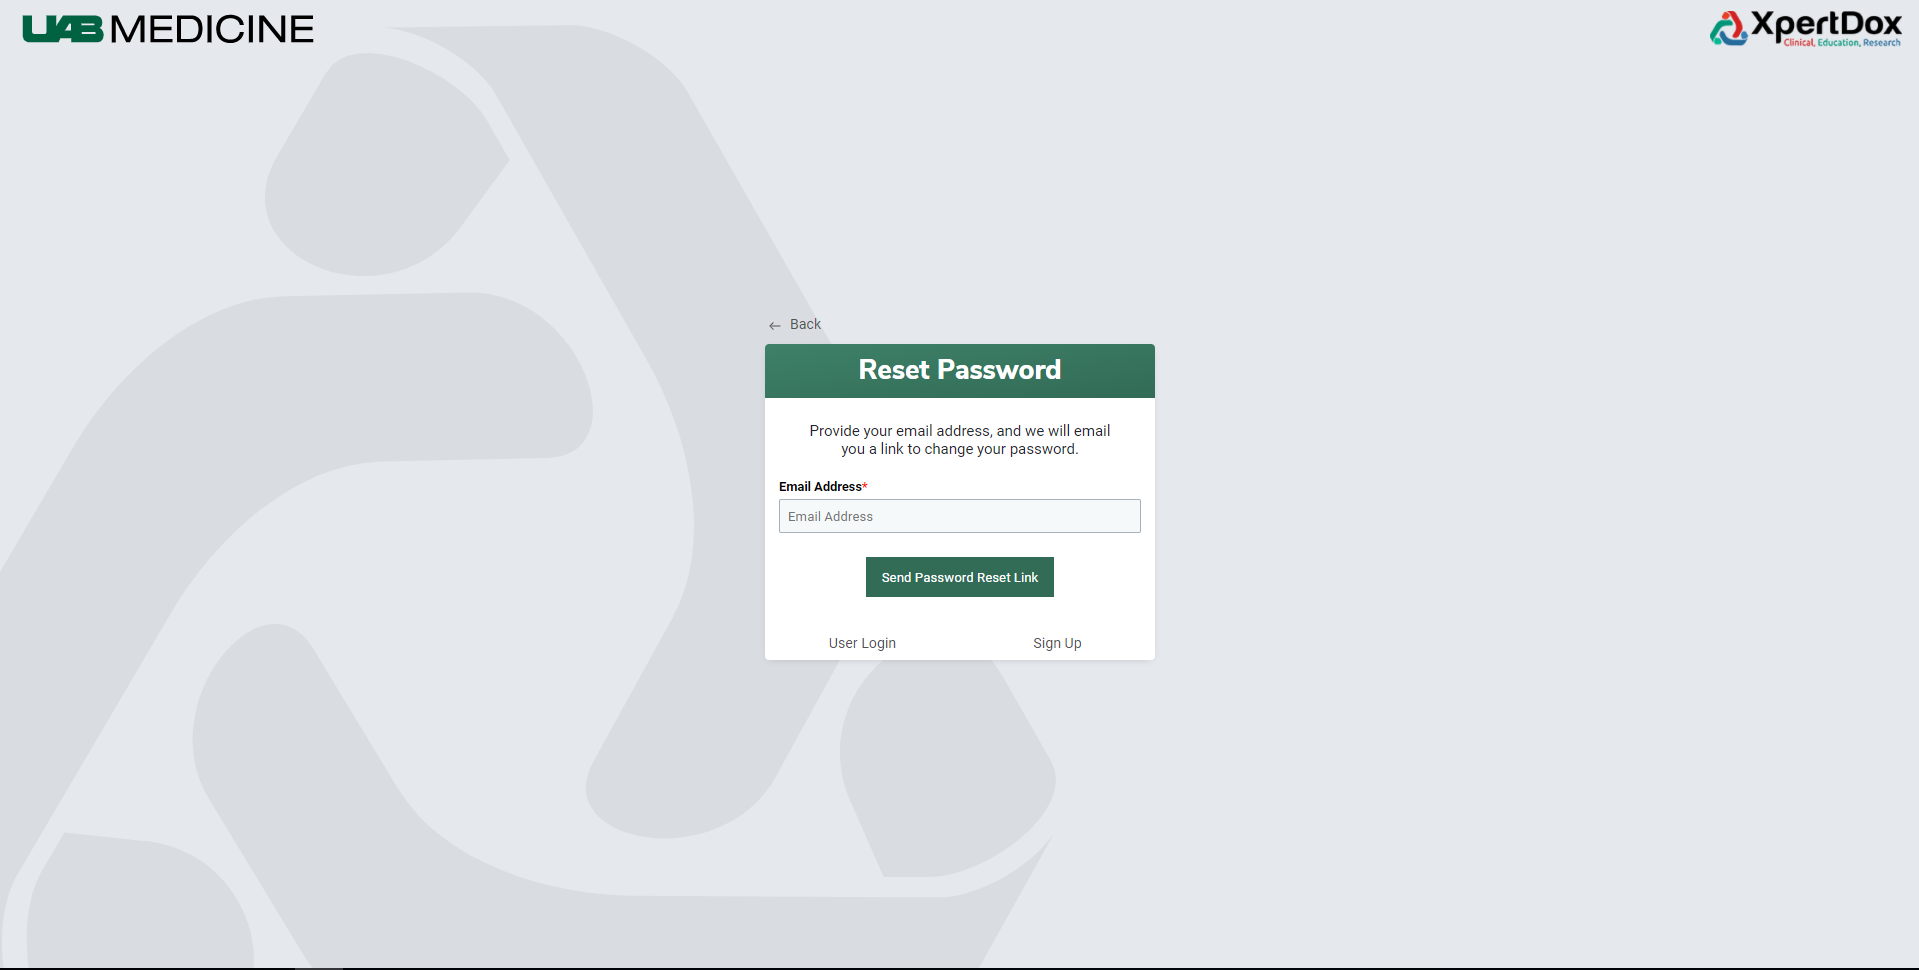 UAB MEDICINE
XpertDox
Clinical, Education, Research
Back
Reset Password
Provide your email address, and we will email
you a link to change your password.
Email Address*
Email Address
Send Password Reset Link
User Login
Sign Up